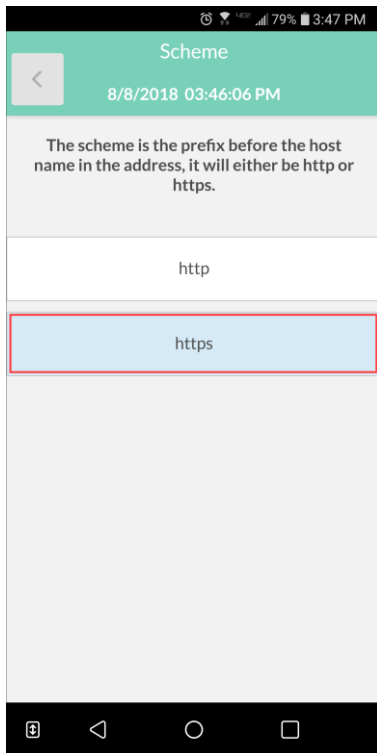 79% 3:47 PM
Scheme
8/8/2018 03:46:06 PM
The scheme is the prefix before the host
name in the address, it will either be http or
https.
http
https